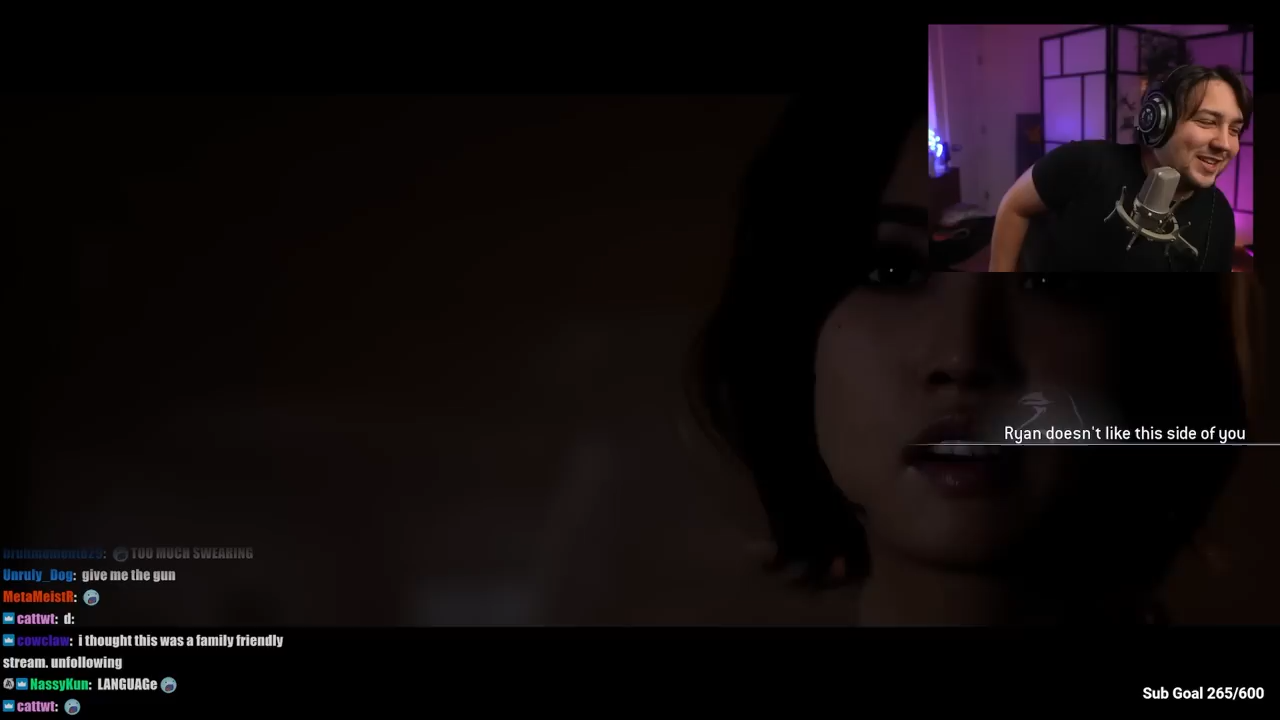 Ryan doesn't like this side of you
TOO MUCH SWEARING
Unruly_Dog: give me the gun
MetaMeistR:
cattwt: d:
cowclaw: i thought this was a family friendly
stream. unfollowing
NassyKun: LANGUAGe
cattwt:
Sub Goal 265/600